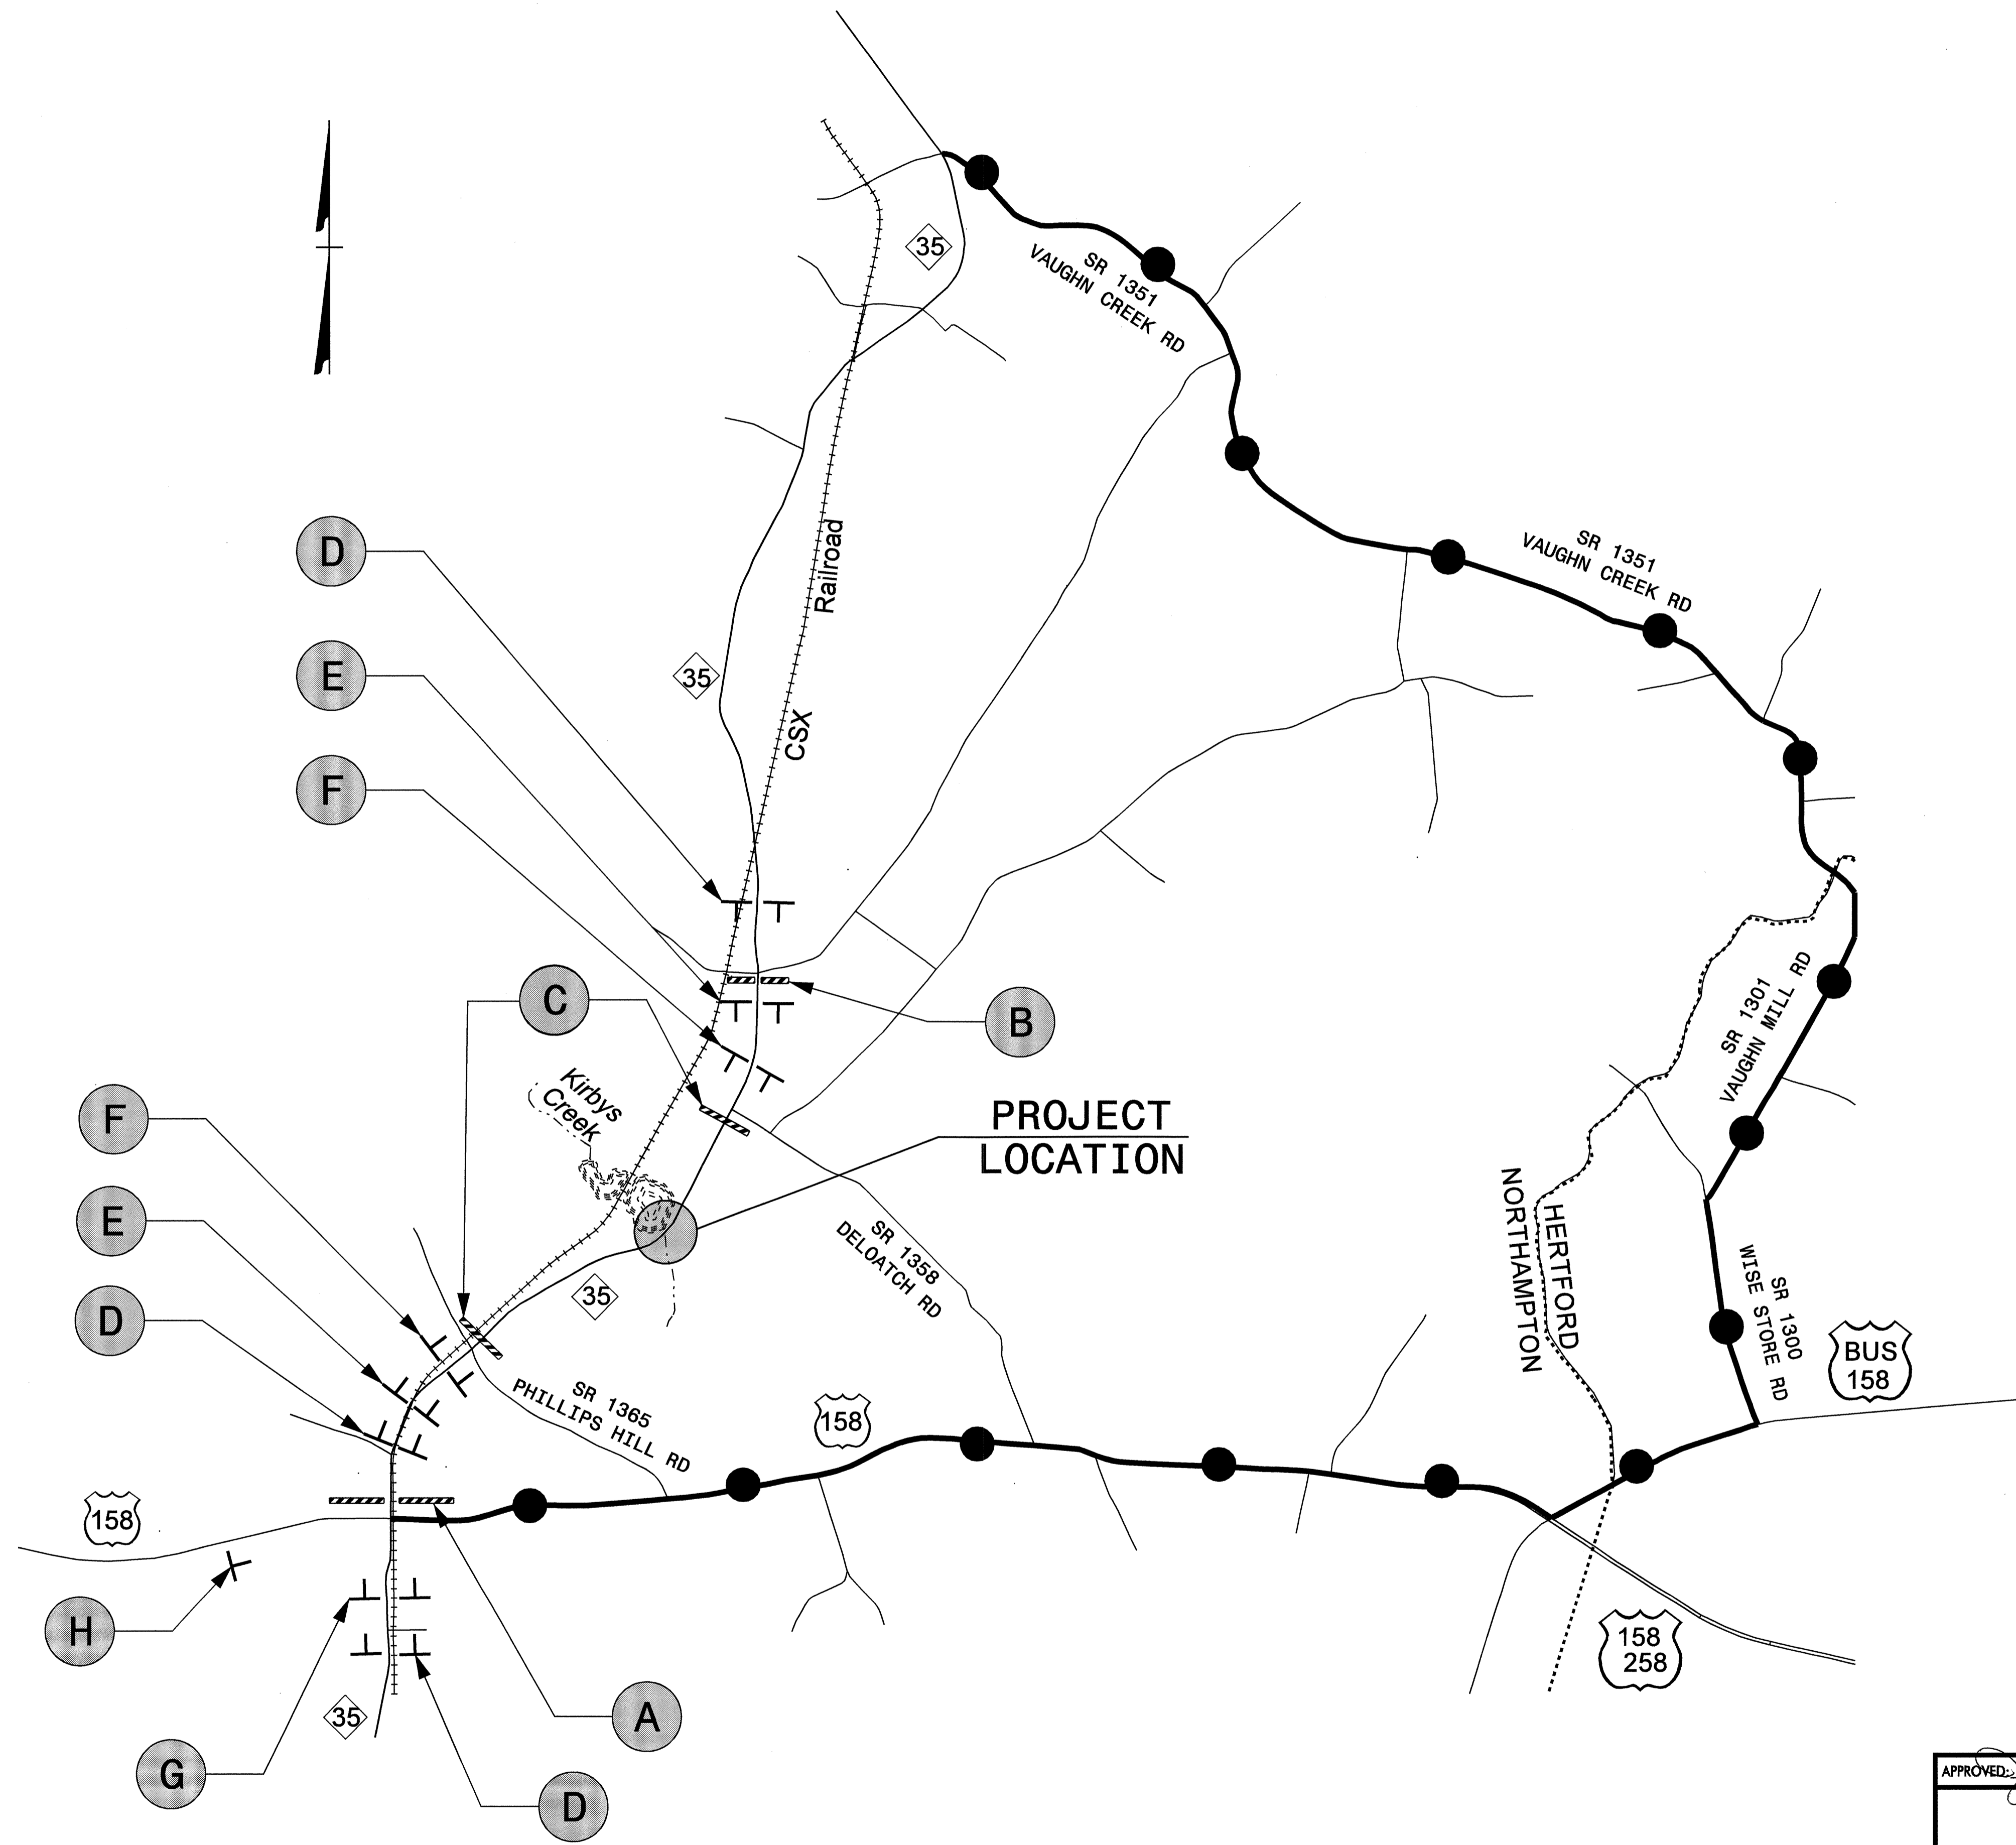 35
SR 1351
VAUGHN CREEK RD
D
Railroad
SR 1351
VAUGHN CREEK RD
E
35
CSX
F
C
B
SR 1301
VAUGHN MILL RD
Kirbys
Creek
F
PROJECT
LOCATION
E
SR 1358
DELOATCH RD
NORTHAMPTON
HERTFORD
SR 1300
WISE STORE RD
D
35
BUS
158
SR 1365
PHILLIPS HILL RD
158
158
H
158
258
A
35
G
D
APPROVED: